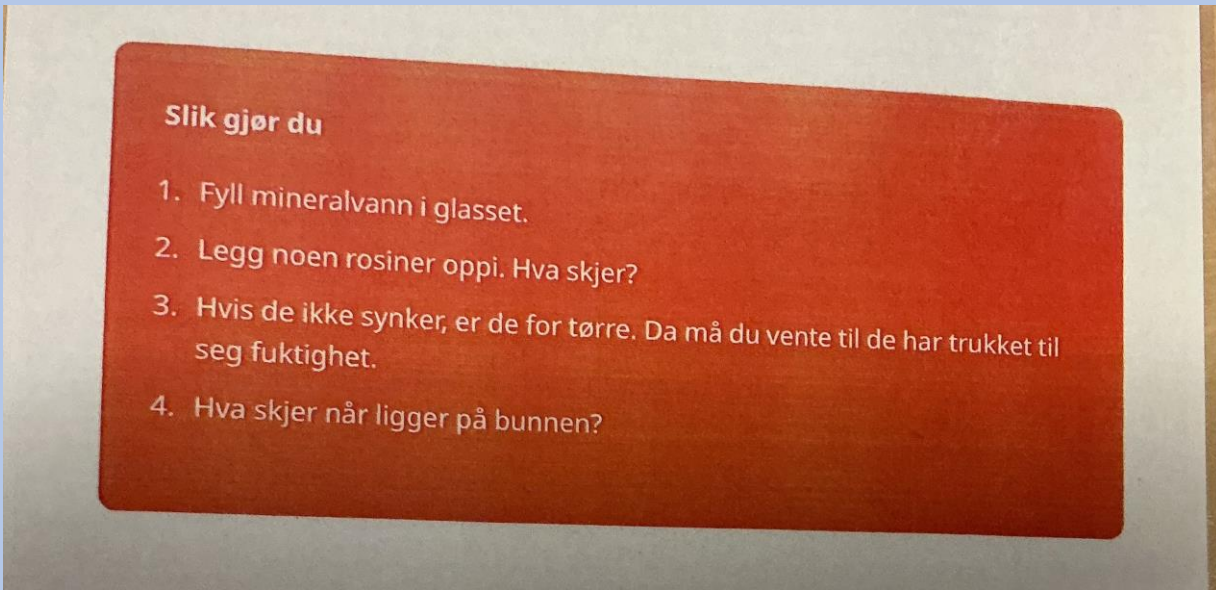 Slik gjør du
1. Fyll mineralvann i glasset.
2. Legg noen rosiner oppi. Hva skjer?
3. Hvis de ikke synker, er de for tørre. Da må du vente til de har trukket til
seg fuktighet.
4. Hva skjer når ligger på bunnen?